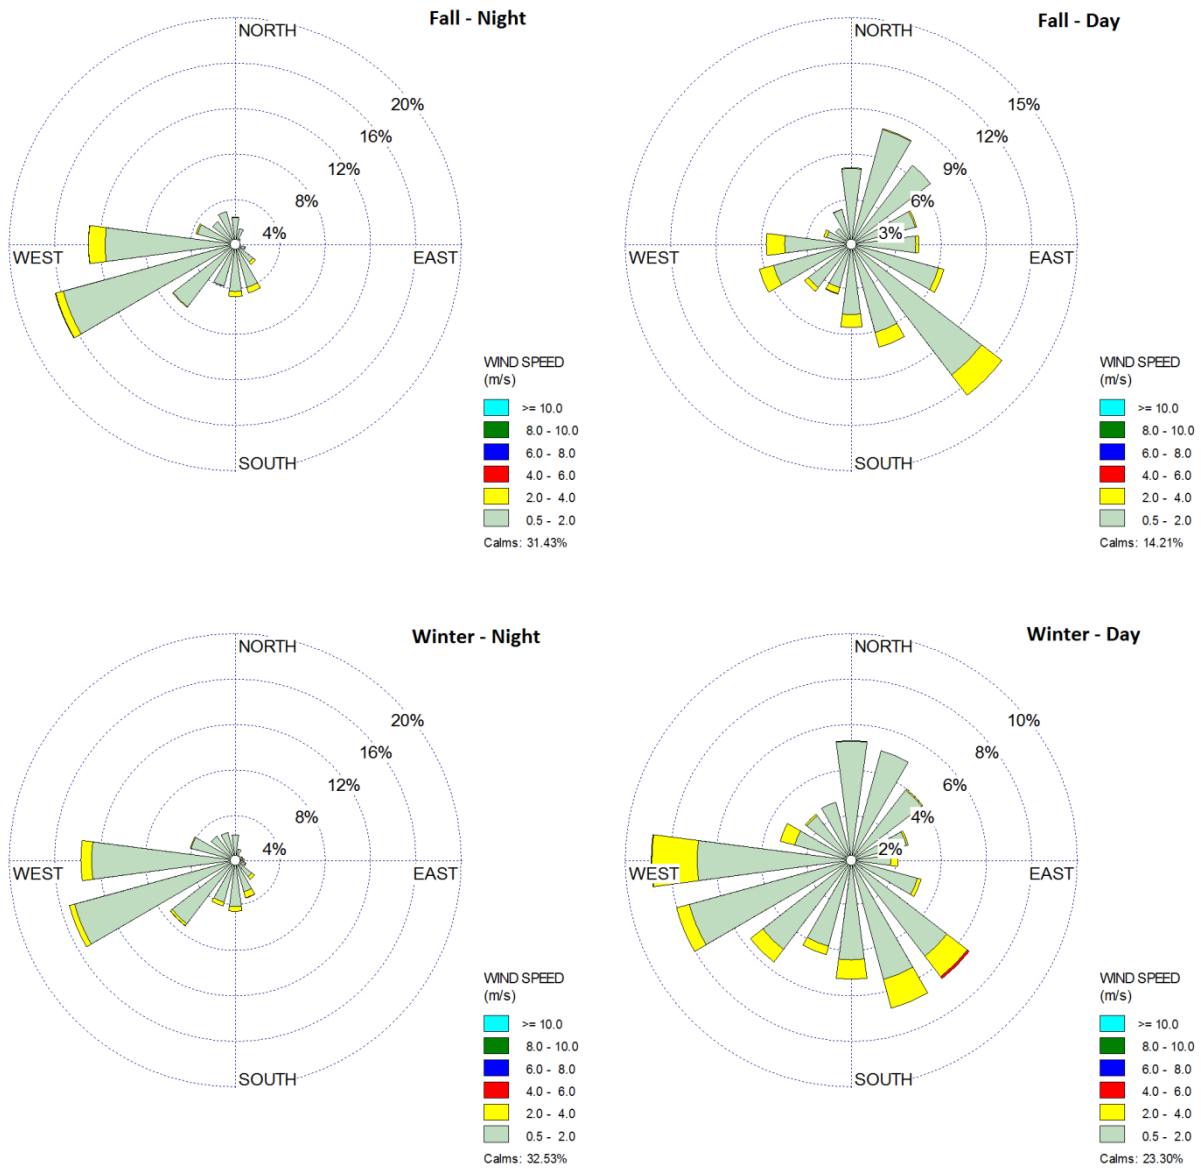 Fall - Night
NORTH
20%
16%
12%
8%
4%
WEST
EAST
SOUTH
WIND SPEED
(m/s)
>= 10.0
8.0 - 10.0
6.0 - 8.0
4.0 - 6.0
2.0 - 4.0
0.5 - 2.0
Calms: 31.43%
Fall - Day
NORTH
15%
12%
9%
6%
3%
WEST
EAST
SOUTH
WIND SPEED
(m/s)
>= 10.0
8.0 - 10.0
6.0 - 8.0
4.0 - 6.0
2.0 - 4.0
0.5 - 2.0
Calms: 14.21%
Winter - Night
NORTH
20%
16%
12%
8%
4%
WEST
EAST
SOUTH
WIND SPEED
(m/s)
>= 10.0
8.0 - 10.0
6.0 - 8.0
4.0 - 6.0
2.0 - 4.0
0.5 - 2.0
Calms: 32.53%
Winter - Day
NORTH
10%
8%
6%
4%
2%
WEST
EAST
SOUTH
WIND SPEED
(m/s)
>= 10.0
8.0 - 10.0
6.0 - 8.0
4.0 - 6.0
2.0 - 4.0
0.5 - 2.0
Calms: 23.30%